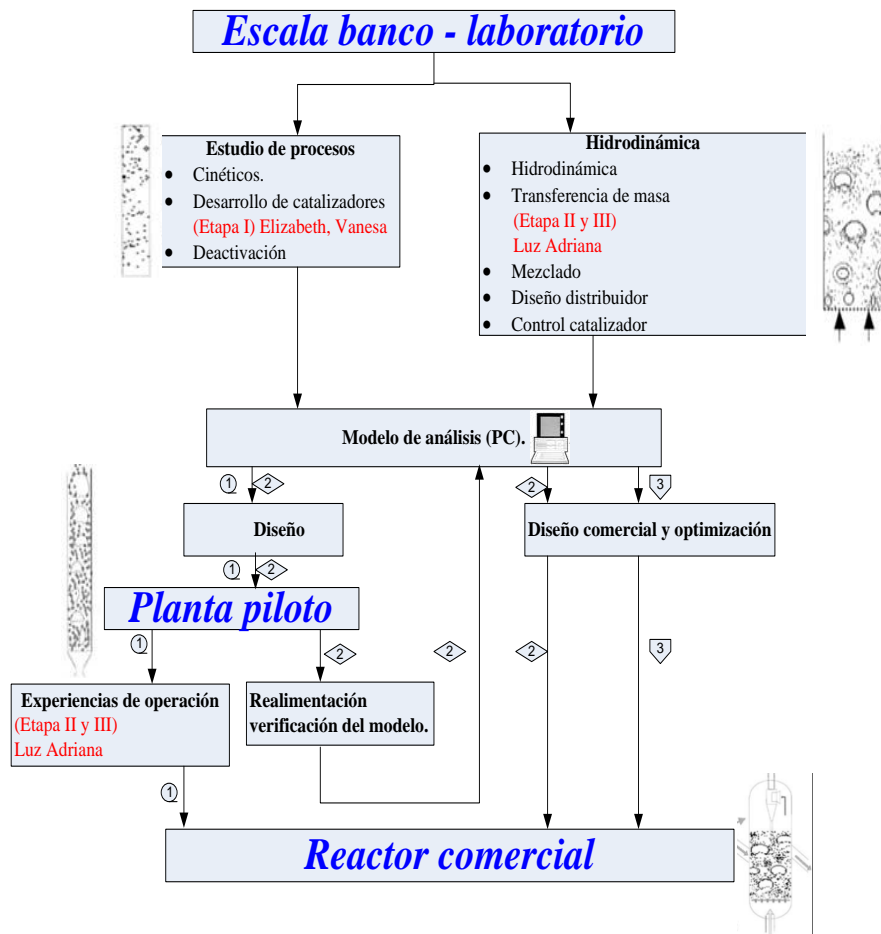 Escala banco - laboratorio
Estudio de procesos
• Cinéticos.
• Desarrollo de catalizadores
(Etapa I) Elizabeth, Vanesa
• Deactivación
Hidrodinámica
• Hidrodinámica
• Transferencia de masa
(Etapa II y III)
Luz Adriana
• Mezclado
• Diseño distribuidor
• Control catalizador
Modelo de análisis (PC).
1 2 2 3
Diseño
Diseño comercial y optimización
1 2
Planta piloto
1 2 2 2 3
Experiencias de operación
(Etapa II y III)
Luz Adriana
Realimentación
verificación del modelo.
1
Reactor comercial